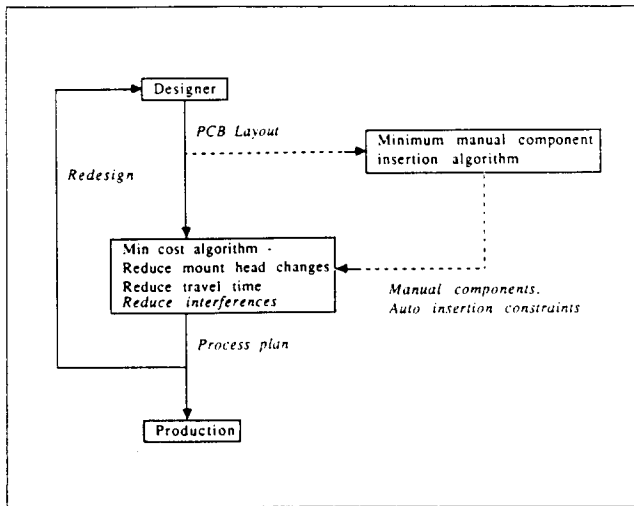 Designer
PCB Layout
Minimum manual component
insertion algorithm
Redesign
Min cost algorithm -
Reduce mount head changes
Reduce travel time
Reduce interferences
Manual components.
Auto insertion constraints
Process plan
Production